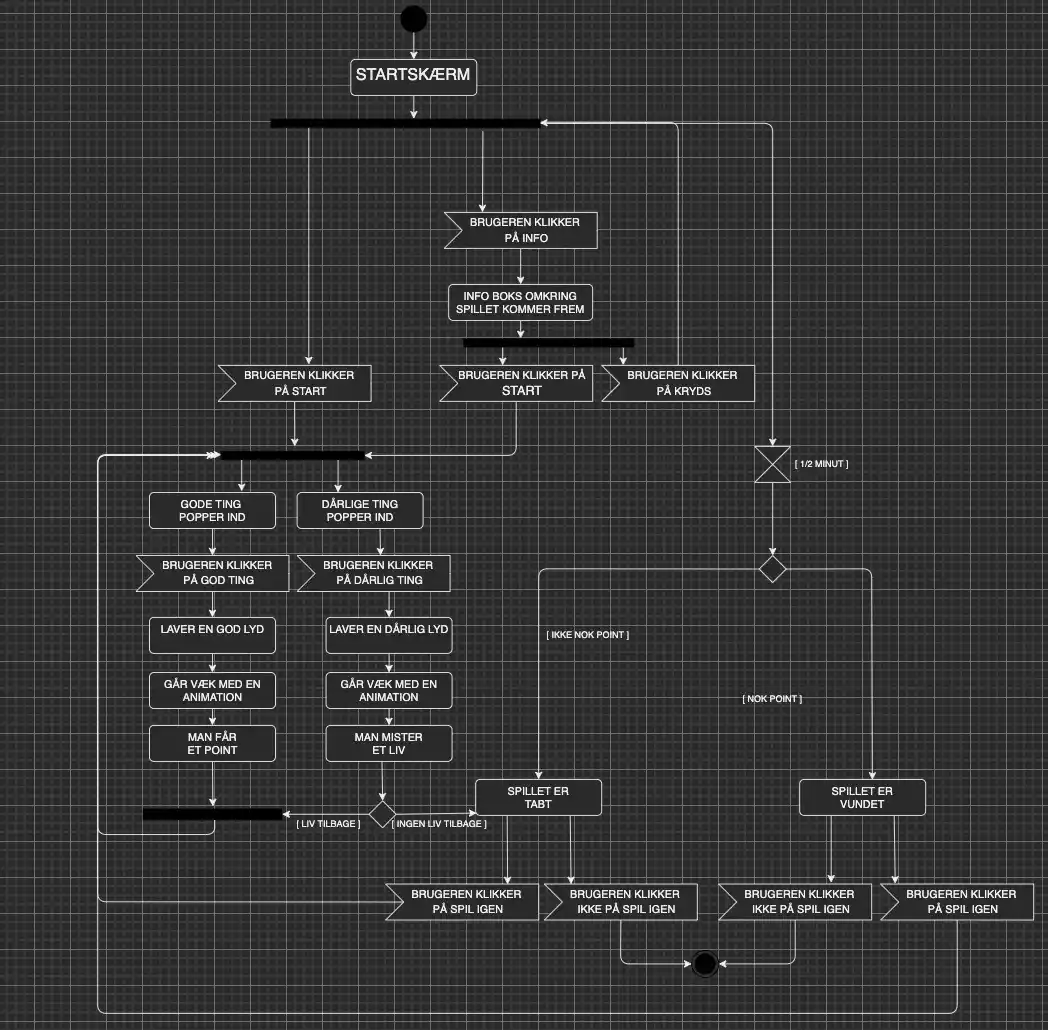 STARTSKÆRM
BRUGEREN KLIKKER
PÅ INFO
INFO BOKS OMKRING
SPILLET KOMMER FREM
BRUGEREN KLIKKER
PÅ START
BRUGEREN KLIKKER PÅ
START
BRUGEREN KLIKKER
PÅ KRYDS
[ 1/2 MINUT ]
GODE TING
POPPER IND
DÅRLIGE TING
POPPER IND
BRUGEREN KLIKKER
PÅ GOD TING
BRUGEREN KLIKKER
PÅ DÅRLIG TING
LAVER EN GOD LYD
LAVER EN DÅRLIG LYD
[ IKKE NOK POINT ]
GÅR VÆK MED EN
ANIMATION
GÅR VÆK MED EN
ANIMATION
[ NOK POINT ]
MAN FÅR
ET POINT
MAN MISTER
ET LIV
SPILLET ER
TABT
SPILLET ER
VUNDET
[ LIV TILBAGE ]
[ INGEN LIV TILBAGE ]
BRUGEREN KLIKKER
PÅ SPIL IGEN
BRUGEREN KLIKKER
IKKE PÅ SPIL IGEN
BRUGEREN KLIKKER
IKKE PÅ SPIL IGEN
BRUGEREN KLIKKER
PÅ SPIL IGEN